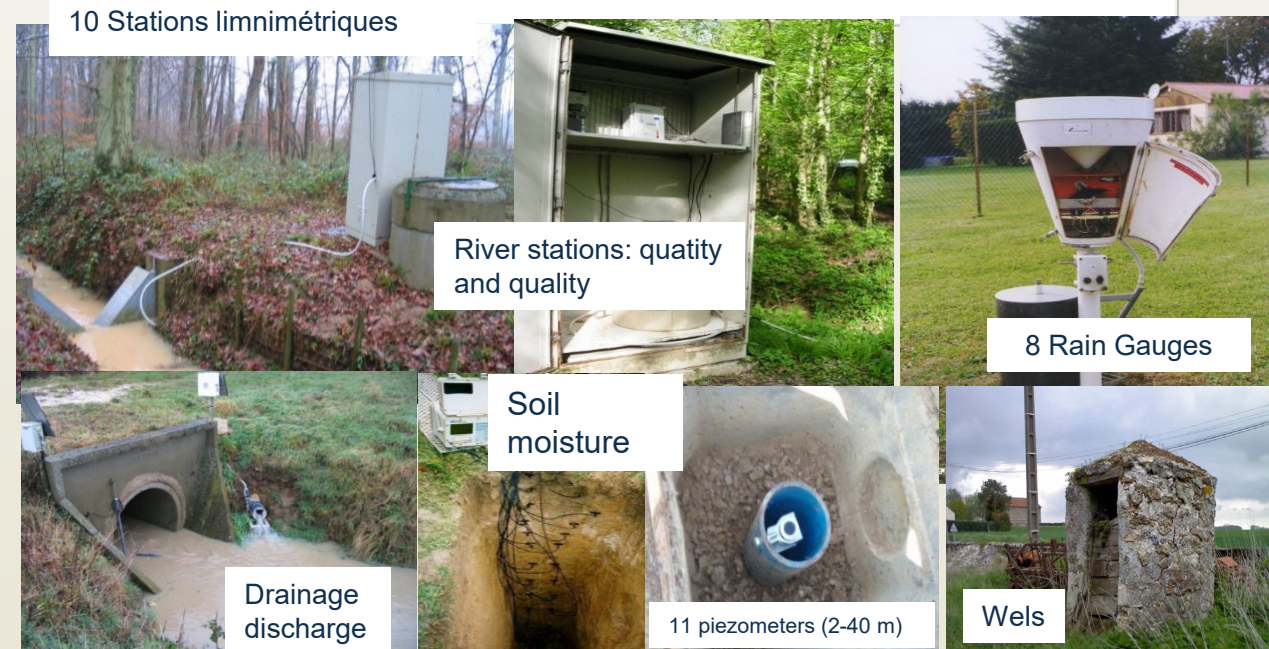 10 Stations limnimétriques
River stations: quatity
and quality
8 Rain Gauges
Soil
moisture
Drainage
discharge
11 piezometers (2-40 m)
Wels